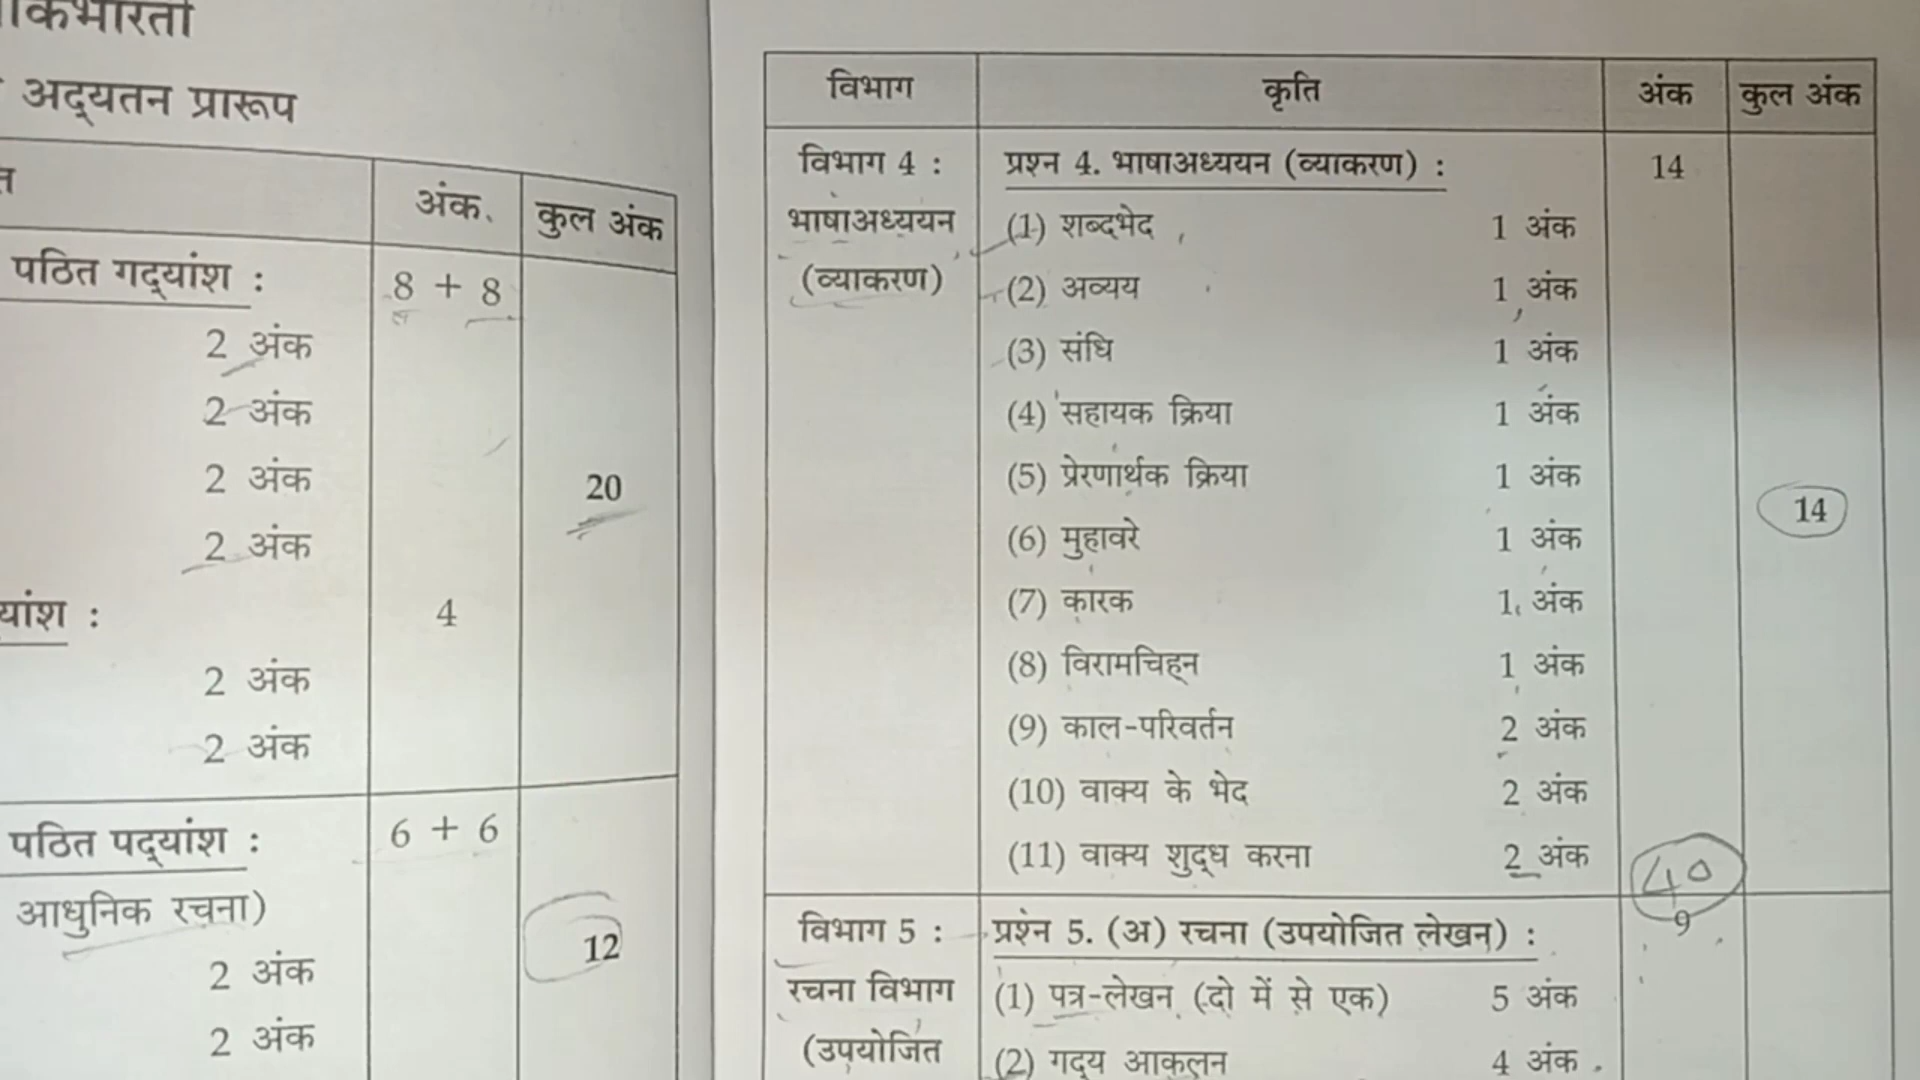 अद्यतन प्रारूप
अंक. कुल अंक
पठित गद्यांश : 8 + 8
2 अंक
2 अंक
2 अंक
20
2 अंक
4
2 अंक
2 अंक
पठित पद्यांश : 6 + 6
आधुनिक रचना)
12
2 अंक
2 अंक
विभाग कृति अंक कुल अंक
विभाग 4 : प्रश्न 4. भाषाअध्ययन (व्याकरण) : 14
भाषाअध्ययन (1) शब्दभेद 1 अंक
(व्याकरण) (2) अव्यय 1 अंक
(3) संधि 1 अंक
(4) सहायक क्रिया 1 अंक
(5) प्रेरणार्थक क्रिया 1 अंक
14
(6) मुहावरे 1 अंक
(7) कारक 1 अंक
(8) विरामचिह्न 1 अंक
(9) काल-परिवर्तन 2 अंक
(10) वाक्य के भेद 2 अंक
(11) वाक्य शुद्ध करना 2 अंक
40
विभाग 5 : प्रश्न 5. (अ) रचना (उपयोजित लेखन) : 9
रचना विभाग (1) पत्र-लेखन (दो में से एक) 5 अंक
(उपयोजित (2) गद्य आकलन 4 अंक